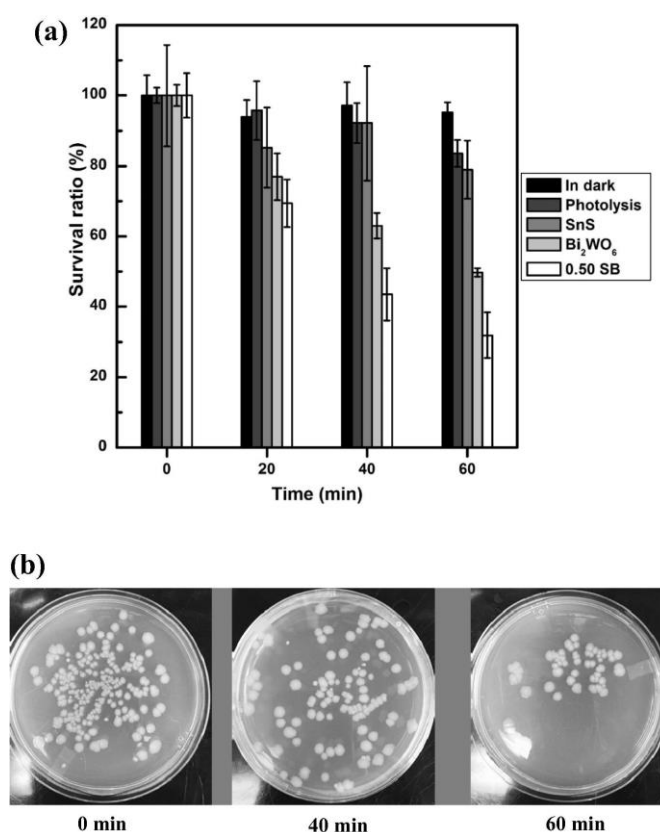 (a)
120
100
80
60
40
20
0
Survival ratio (%)
0 20 40 60
Time (min)
In dark
Photolysis
SnS
Bi₂WO₆
0.50 SB
(b)
0 min 40 min 60 min